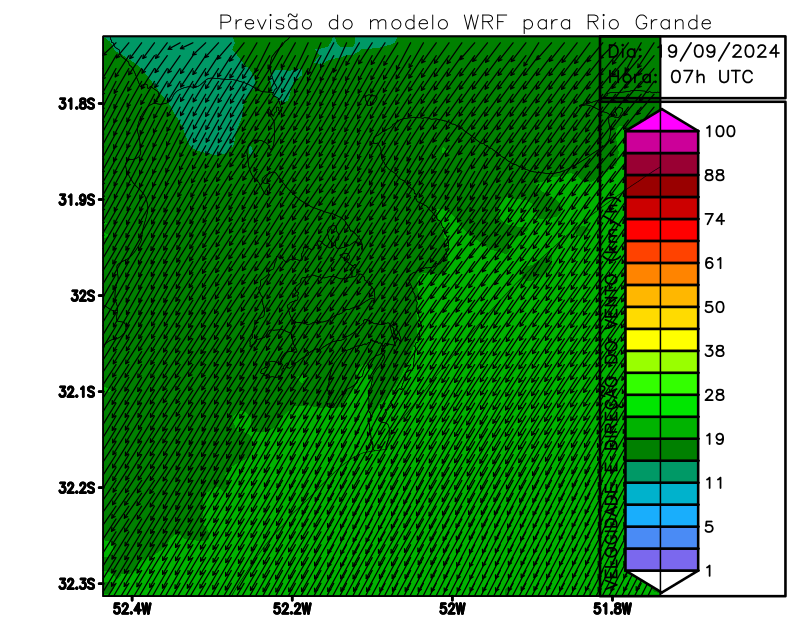 Previsão do modelo WRF para Rio Grande
Dia: 19/09/2024
Hora: 07h UTC
31.8S
31.9S
32S
32.1S
32.2S
32.3S
52.4W
52.2W
52W
51.8W
VELOCIDADE E DIREÇÃO DO VENTO (km/h)
100
88
74
61
50
38
28
19
11
5
1